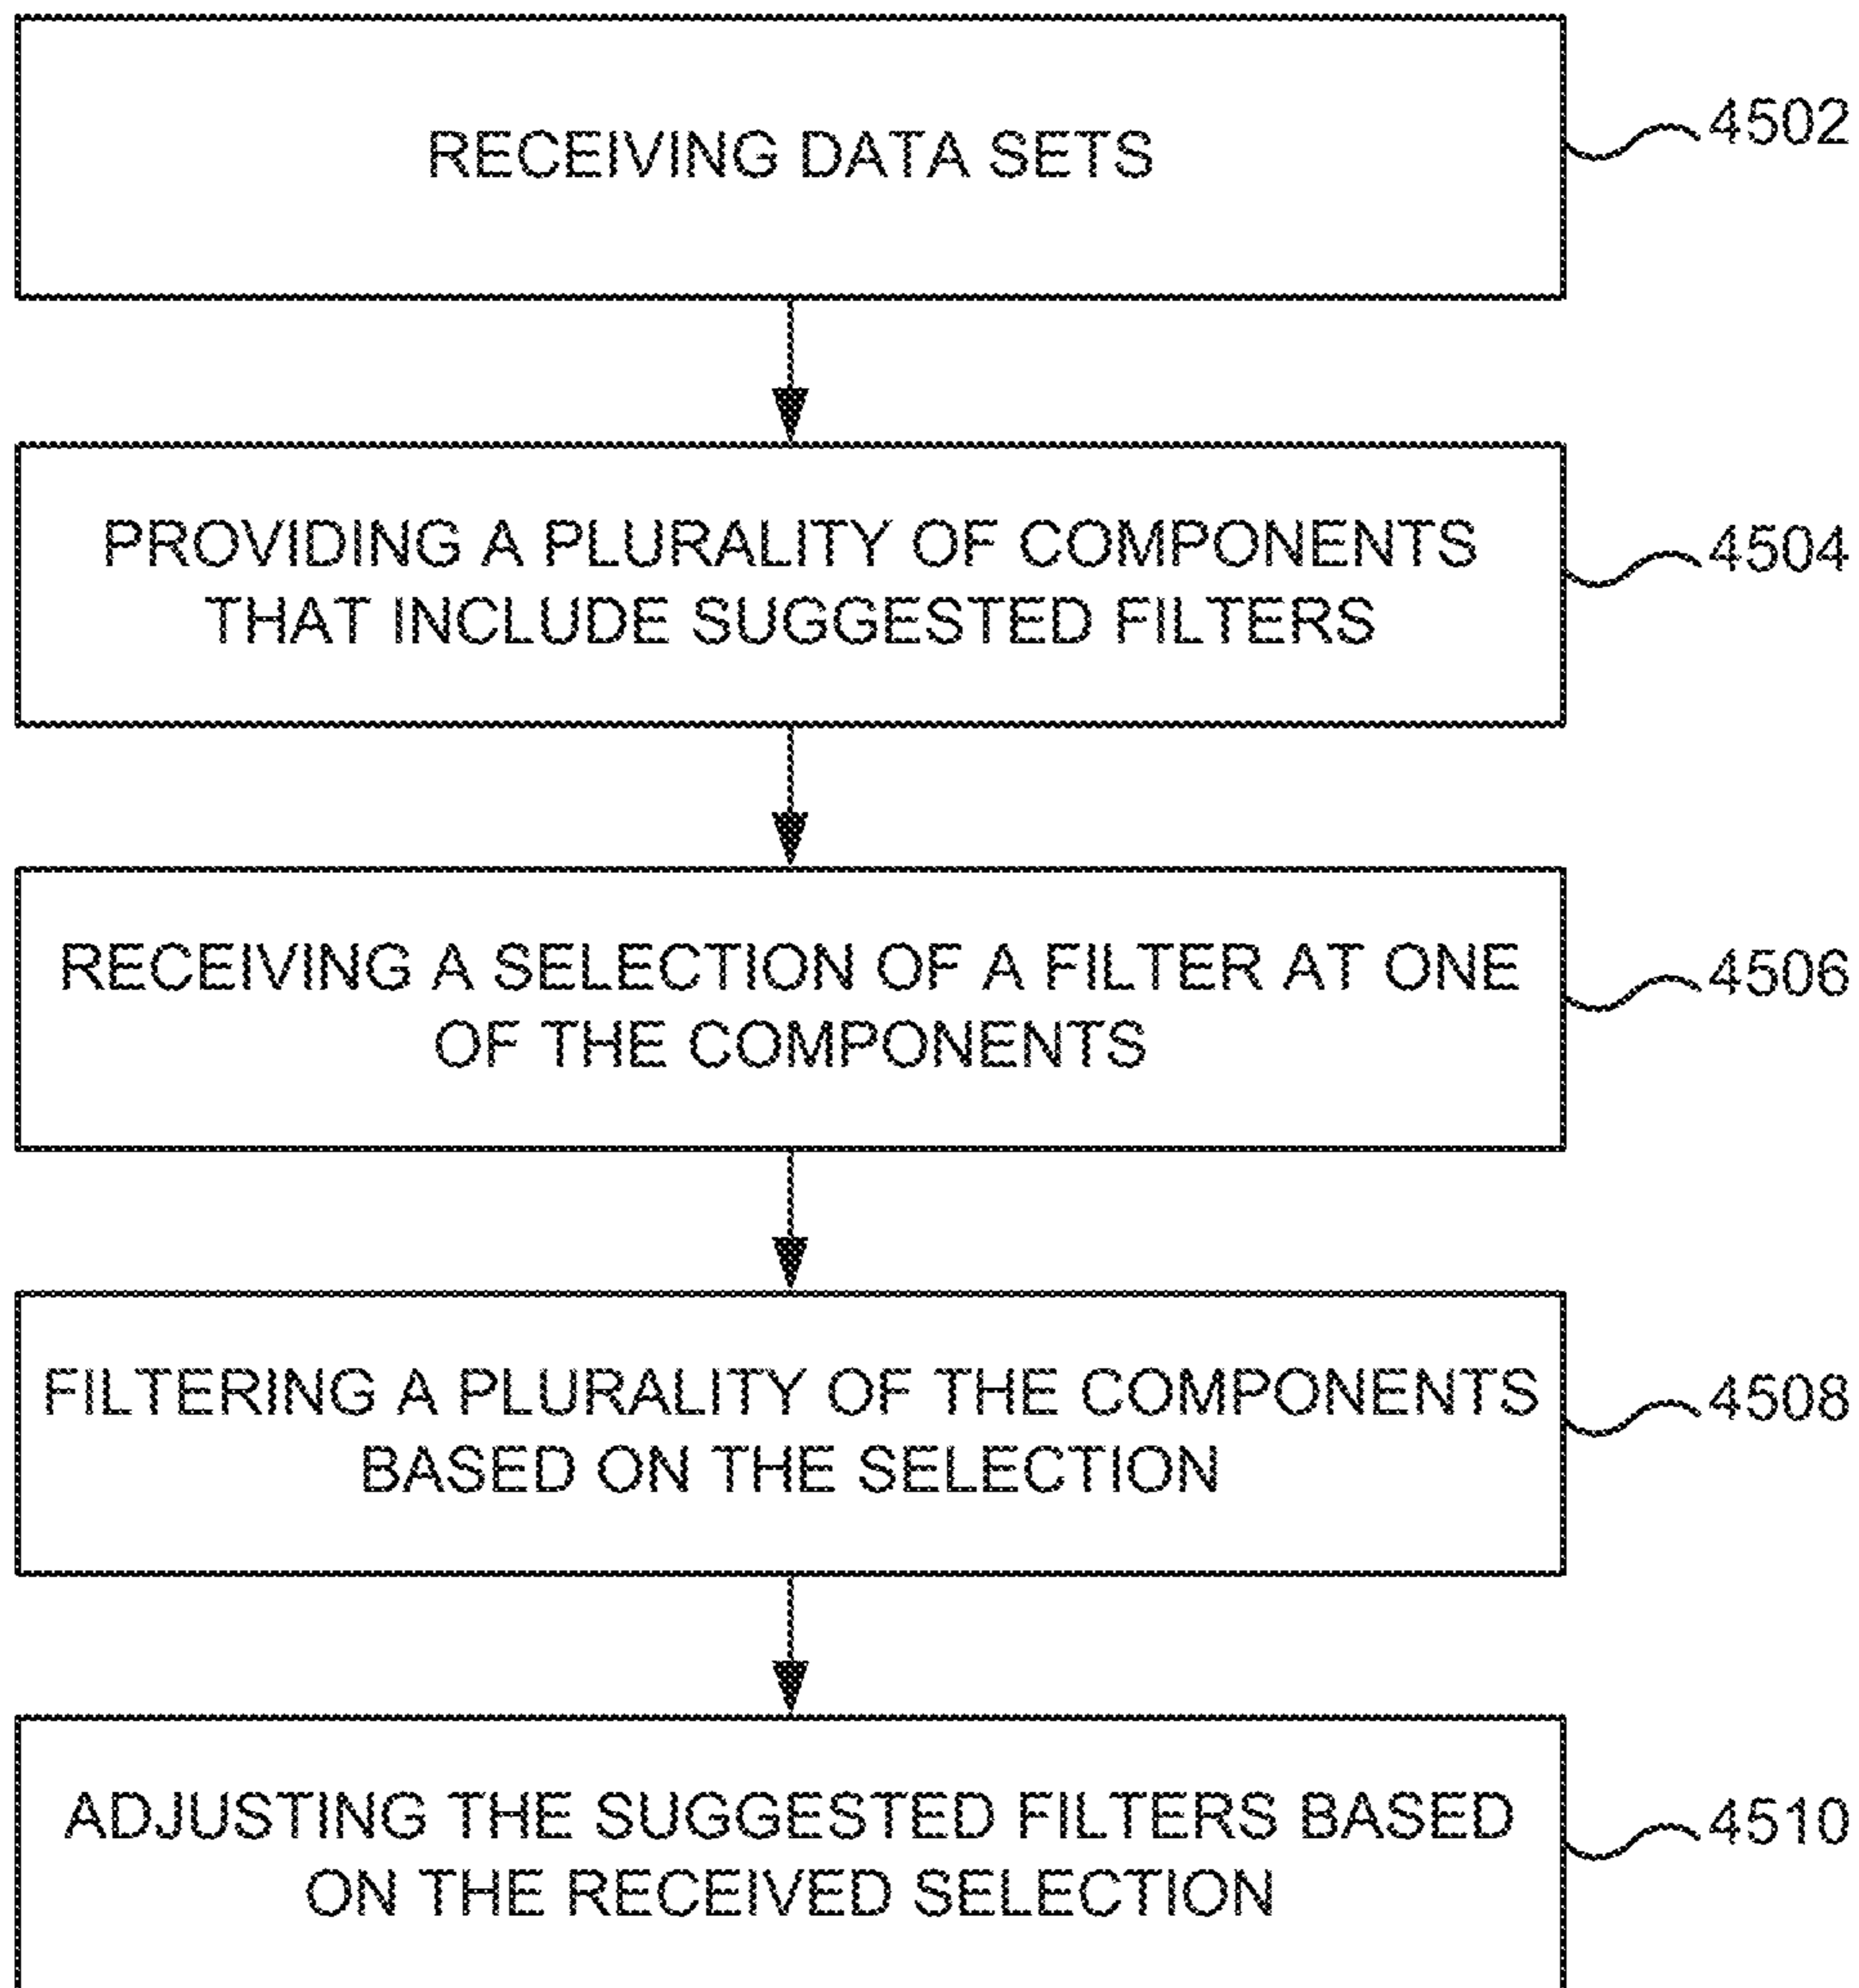 RECEIVING DATA SETS
4502
PROVIDING A PLURALITY OF COMPONENTS
THAT INCLUDE SUGGESTED FILTERS
4504
RECEIVING A SELECTION OF A FILTER AT ONE
OF THE COMPONENTS
4506
FILTERING A PLURALITY OF THE COMPONENTS
BASED ON THE SELECTION
4508
ADJUSTING THE SUGGESTED FILTERS BASED
ON THE RECEIVED SELECTION
4510